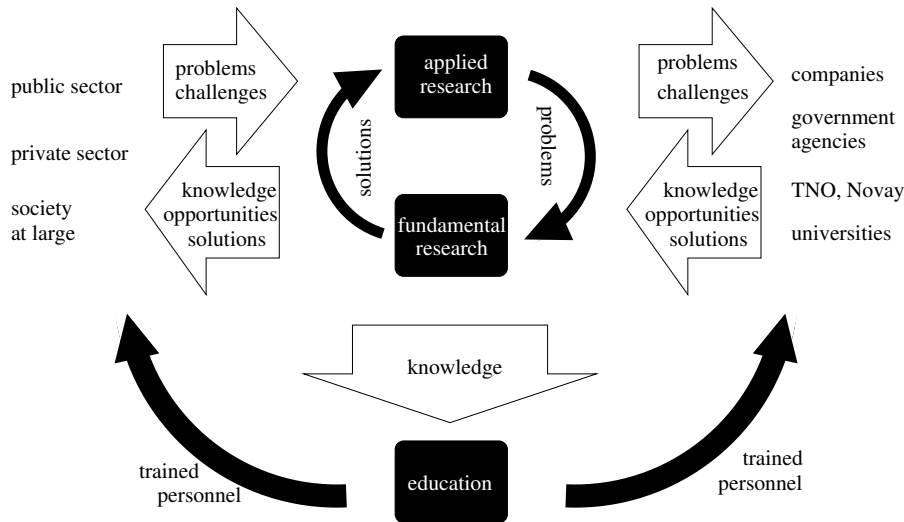 public sector
private sector
society
at large
problems
challenges
knowledge
opportunities
solutions
applied
research
solutions
problems
fundamental
research
problems
challenges
knowledge
opportunities
solutions
companies
government
agencies
TNO, Novay
universities
knowledge
trained
personnel
education
trained
personnel